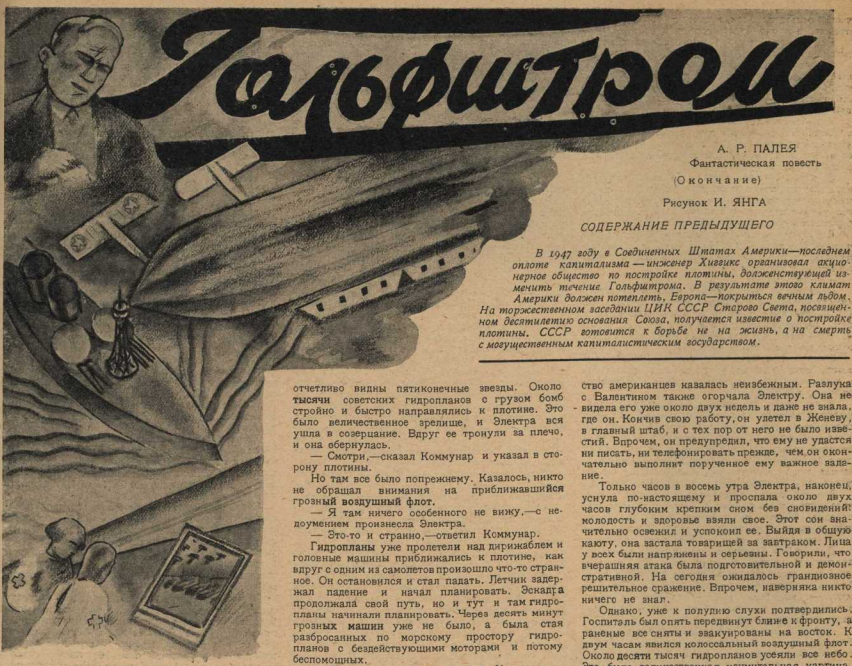 Гольфштром
А. Р. ПАЛЕЯ
Фантастическая повесть
(Окончание)
Рисунок И. ЯНГА
СОДЕРЖАНИЕ ПРЕДЫДУЩЕГО
В 1947 году в Соединенных Штатах Америки—последнем
оплоте капитализма—инженер Хиггикс организовал акцио-
нерное общество по постройке плотины, долженствующей из-
менить течение Гольфштрома. В результате этого климат
Америки должен потеплеть, Европа—покрыться вечным льдом.
На торжественном заседании ЦИК СССР Старого Света, посвящен-
ном десятилетию основания Союза, получается известие о постройке
плотины. СССР готовится к борьбе не на жизнь, а на смерть
с могущественным капиталистическим государством.
отчетливо видны пятиконечные звезды. Около
тысячи советских гидропланов с грузом бомб
стройно и быстро направлялись к плотине. Это
было величественное зрелище, и Электра вся
ушла в созерцание. Вдруг ее тронули за плечо,
и она обернулась.
— Смотри,—сказал Коммунар и указал в сто-
рону плотины.
Но там все было попрежнему. Казалось, никто
не обращал внимания на приближавшийся
грозный воздушный флот.
— Я там ничего особенного не вижу,—с не-
доумением произнесла Электра.
— Это-то и странно,—ответил Коммунар.
Гидропланы уже пролетели над дирижаблем и
головные машины приближались к плотине, как
вдруг с одним из самолетов произошло что-то стран-
ное. Он остановился и стал падать. Летчик задер-
жал падение и начал планировать. Эскадра
продолжала свой путь, но и тут и там гидро-
планы начинали планировать. Через десять минут
грозных машин уже не было, а была стая
разбросанных по морскому простору гидро-
планов с бездействующими моторами и потому
беспомощных.
ство американцев казалась неизбежным. Разлука
с Валентином также огорчала Электру. Она не
видела его уже около двух недель и даже не знала,
где он. Кончив свою работу, он улетел в Женеву,
в главный штаб, и с тех пор от него не было изве-
стий. Впрочем, он предупредил, что ему не удастся
ни писать, ни телефонировать прежде, чем он окон-
чательно выполнит порученное ему важное зада-
ние.
Только часов в восемь утра Электра, наконец,
уснула по-настоящему и проспала около двух
часов глубоким крепким сном без сновидений:
молодость и здоровье взяли свое. Этот сон зна-
чительно освежил и успокоил ее. Выйдя в общую
каюту, она застала товарищей за завтраком. Лица
у всех были напряжены и серьезны. Говорили, что
вчерашняя атака была подготовительной и демон-
стративной. На сегодня ожидалось грандиозное
решительное сражение. Впрочем, наверняка никто
ничего не знал.
Однако, уже к полудню слухи подтвердились.
Госпиталь был опять передвинут ближе к фронту, а
раненые все сняты и эвакуированы на восток. К
двум часам явился колоссальный воздушный флот.
Около десяти тысяч гидропланов усеяли все небо.